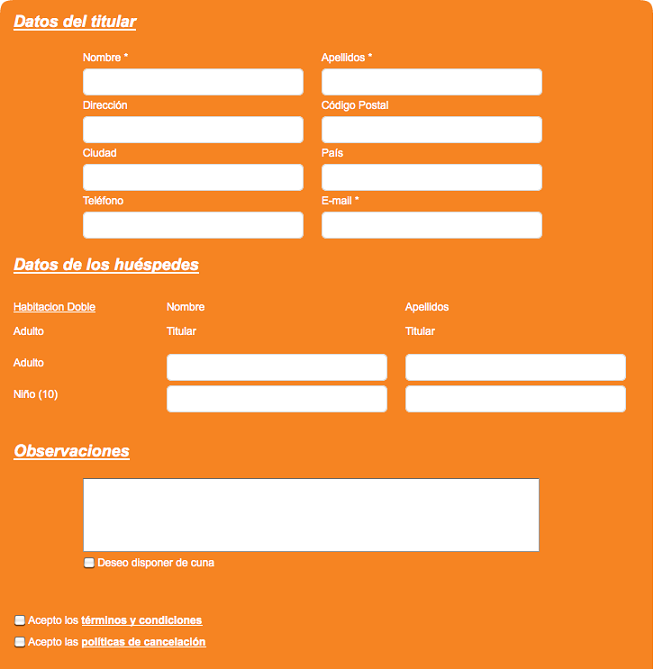 Datos del titular
Nombre * Apellidos *
Dirección Código Postal
Ciudad País
Teléfono E-mail *
Datos de los huéspedes
Habitacion Doble Nombre Apellidos
Adulto Titular Titular
Adulto
Niño (10)
Observaciones
Deseo disponer de cuna
Acepto los términos y condiciones
Acepto las políticas de cancelación